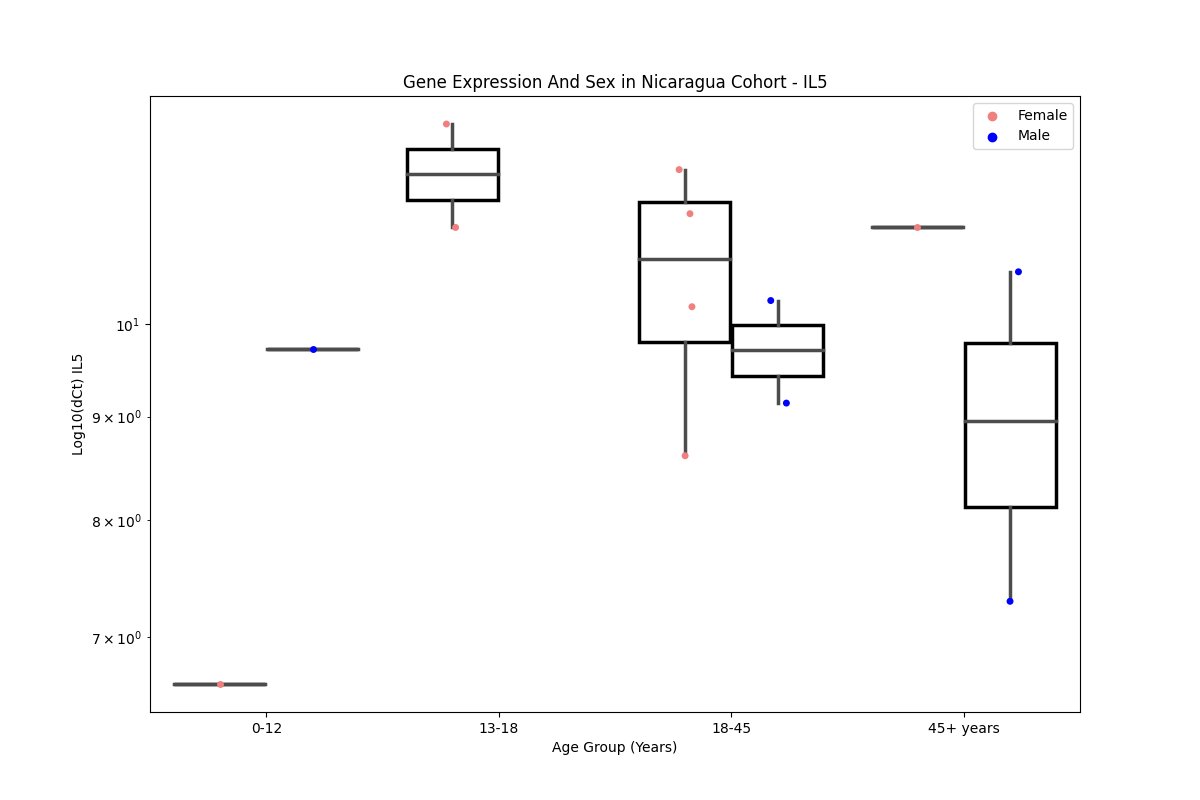 Gene Expression And Sex in Nicaragua Cohort - IL5
Female
Male
Log10(dCt) IL5
10¹
9 × 10⁰
8 × 10⁰
7 × 10⁰
0-12 13-18 18-45 45+ years
Age Group (Years)